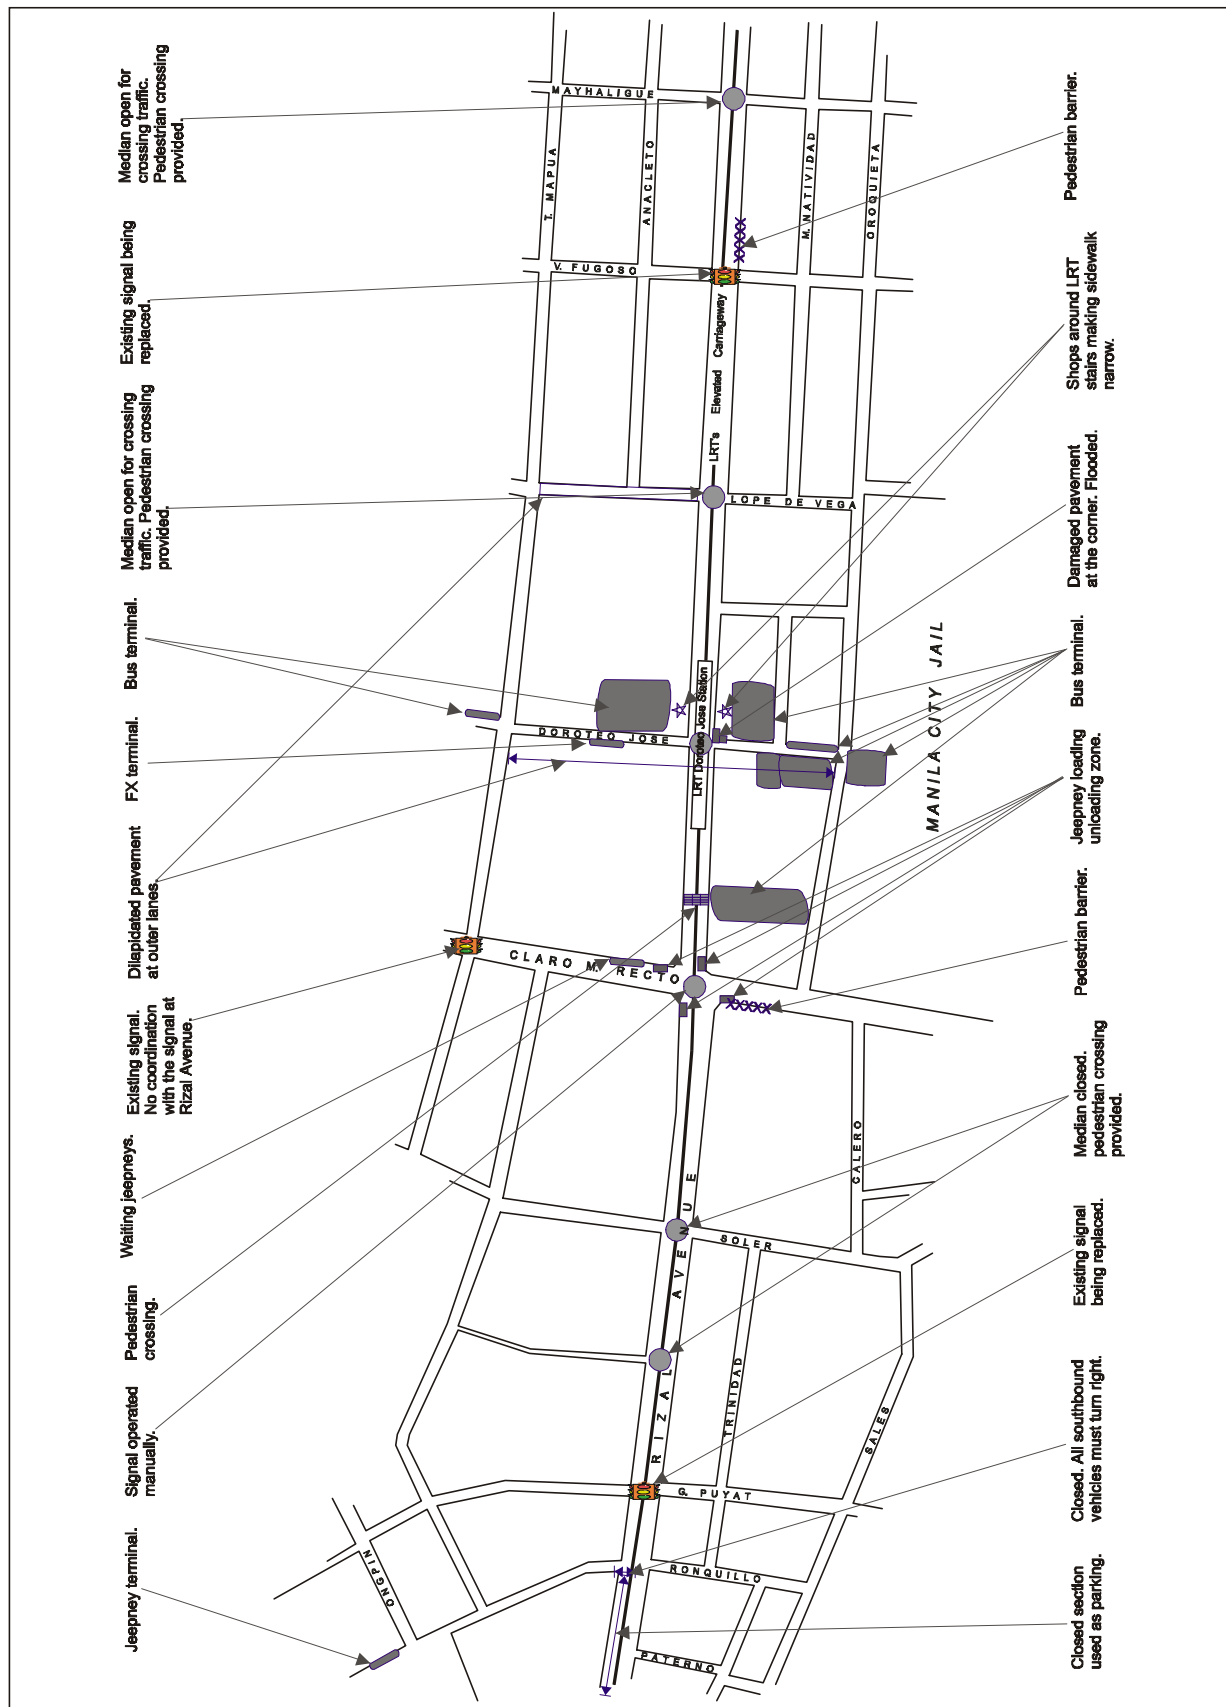 Median open for
crossing traffic.
Pedestrian crossing
provided.
Existing signal being
replaced.
Median open for crossing
traffic. Pedestrian crossing
provided.
Bus terminal.
FX terminal.
Dilapidated pavement
at outer lanes.
Existing signal.
No coordination
with the signal at
Rizal Avenue.
Waiting jeepneys.
Pedestrian
crossing.
Signal operated
manually.
Jeepney terminal.
MAYHALIGUE
T. MAPUA
ANACLETO
M. NATIVIDAD
OROQUIETA
V. FUGOSO
LRT's Elevated Carriageway
LOPE DE VEGA
LRT Doroteo Jose Station
DOROTEO JOSE
MANILA CITY JAIL
CLARO M. RECTO
CALERO
SOLER
RIZAL AVENUE
TRINIDAD
SALES
G. PUYAT
ONGPIN
RONQUILLO
PATERNO
Pedestrian barrier.
Shops around LRT
stairs making sidewalk
narrow.
Damaged pavement
at the corner. Flooded.
Bus terminal.
Jeepney loading
unloading zone.
Pedestrian barrier.
Median closed.
pedestrian crossing
provided.
Existing signal
being replaced.
Closed. All southbound
vehicles must turn right.
Closed section
used as parking.